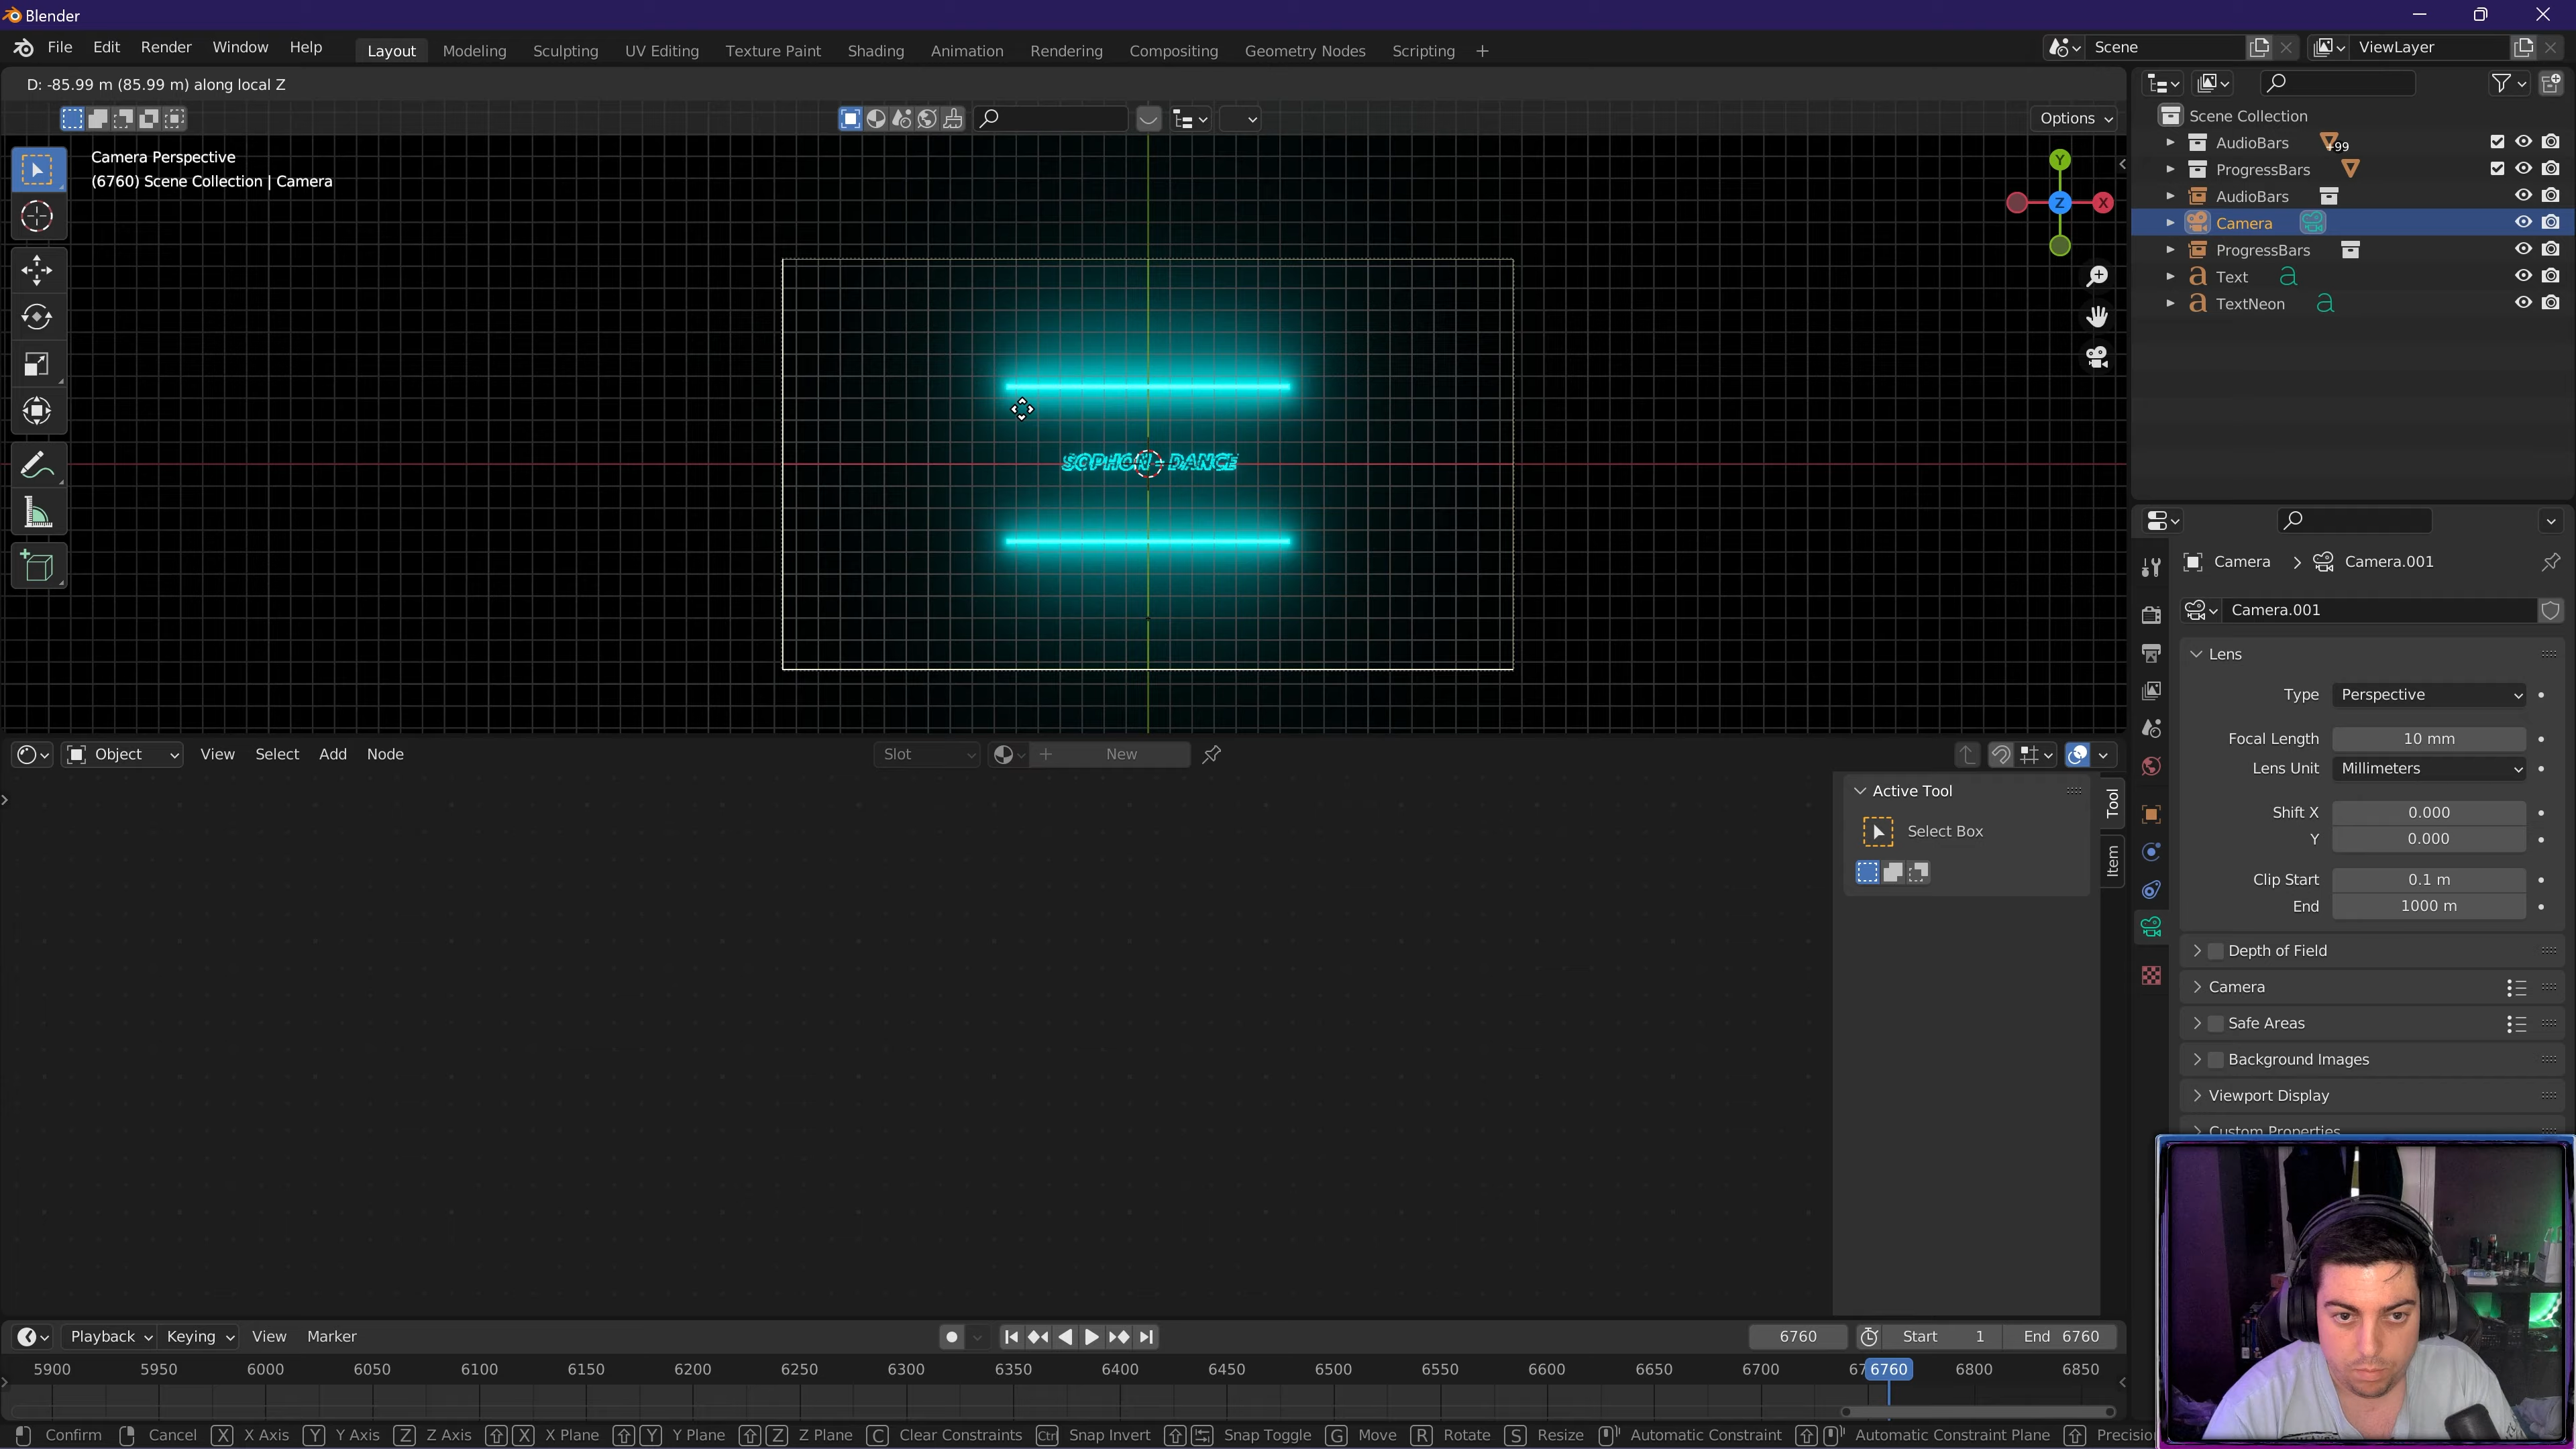 Blender
File Edit Render Window Help Layout Modeling Sculpting UV Editing Texture Paint Shading Animation Rendering Compositing Geometry Nodes Scripting + Scene ViewLayer
D: -85.99 m (85.99 m) along local Z
Options
Camera Perspective
(6760) Scene Collection | Camera
Y
Z X
SOPHON - DANCE
Scene Collection
AudioBars +99
ProgressBars
AudioBars
Camera
ProgressBars
Text
TextNeon
Camera > Camera.001
Camera.001
Lens
Type Perspective
Focal Length 10 mm
Lens Unit Millimeters
Shift X 0.000
Y 0.000
Clip Start 0.1 m
End 1000 m
Depth of Field
Camera
Safe Areas
Background Images
Viewport Display
Custom Properties
Object View Select Add Node Slot New
Active Tool
Select Box
Tool
Item
Playback Keying View Marker 6760 Start 1 End 6760
5900 5950 6000 6050 6100 6150 6200 6250 6300 6350 6400 6450 6500 6550 6600 6650 6700 6760 6800 6850
Confirm Cancel X X Axis Y Y Axis Z Z Axis X X Plane Y Y Plane Z Z Plane C Clear Constraints Ctrl Snap Invert Snap Toggle G Move R Rotate S Resize Automatic Constraint Automatic Constraint Plane